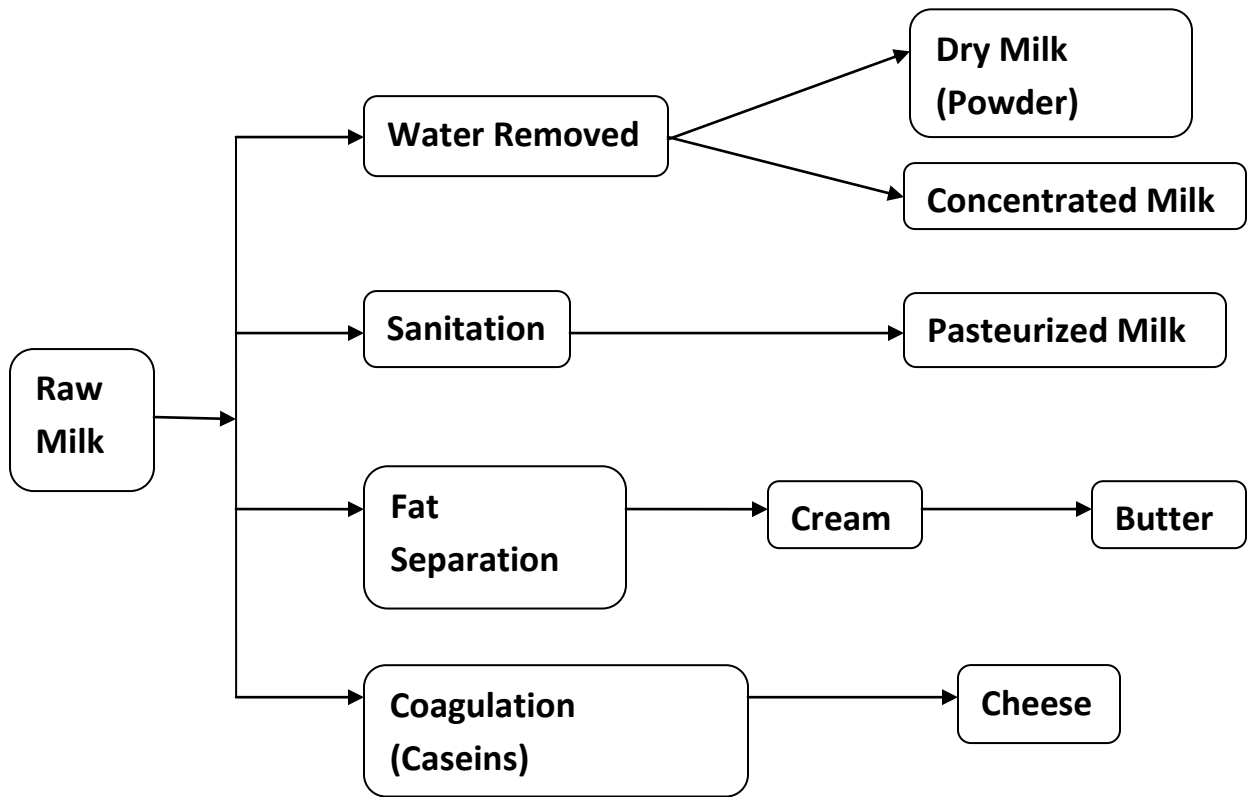 Dry Milk
(Powder)
Water Removed
Concentrated Milk
Sanitation
Pasteurized Milk
Raw
Milk
Fat
Separation
Cream
Butter
Coagulation
(Caseins)
Cheese